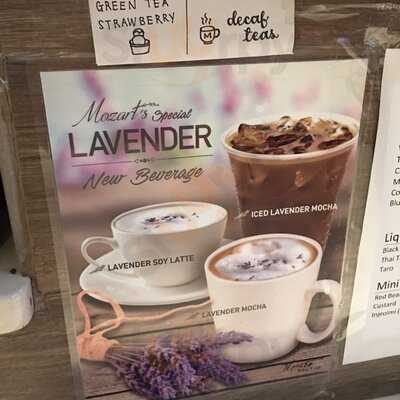 GREEN TEA
STRAWBERRY
M
decaf
teas.
Mozart's Special
LAVENDER
New Beverage
ICED LAVENDER MOCHA
LAVENDER SOY LATTE
LAVENDER MOCHA
Liq
Black
Thai T
Taro
Mini
Red Bea
Custard
Injeolmi (